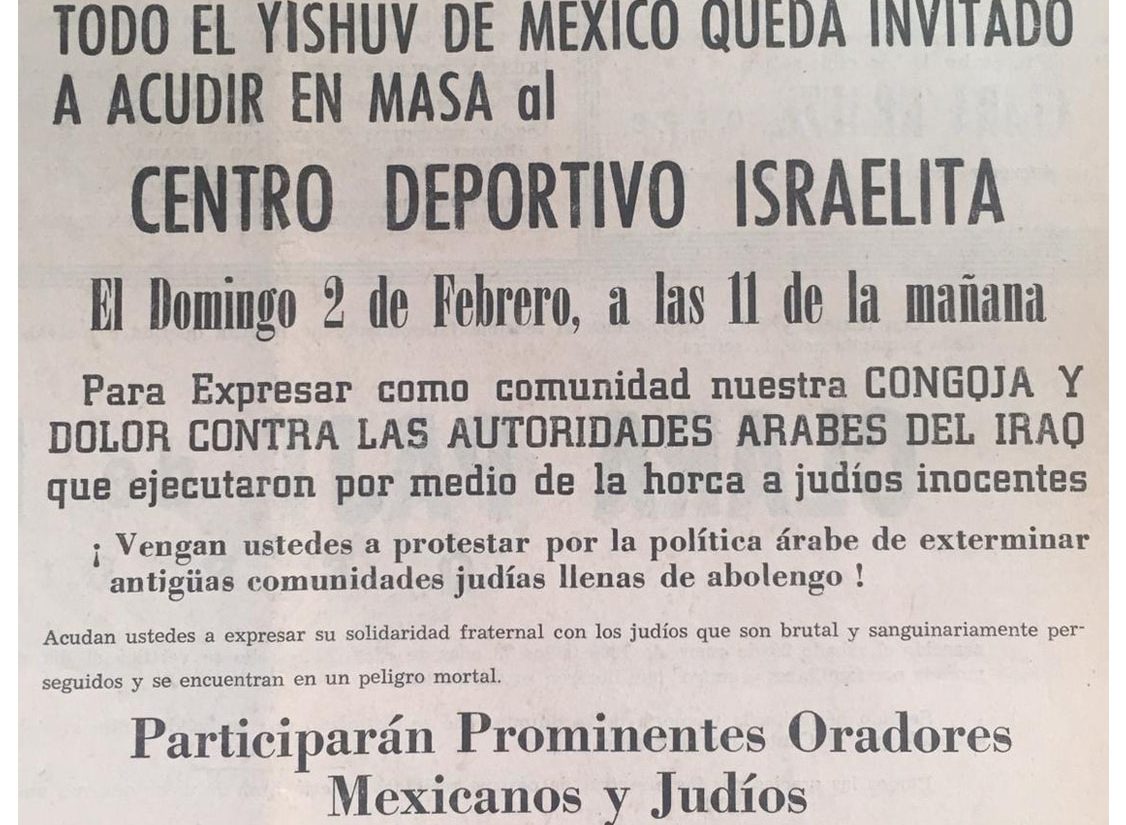 TODO EL YISHUV DE MEXICO QUEDA INVITADO
A ACUDIR EN MASA al
CENTRO DEPORTIVO ISRAELITA
El Domingo 2 de Febrero, a las 11 de la mañana
Para Expresar como comunidad nuestra CONGOJA Y
DOLOR CONTRA LAS AUTORIDADES ARABES DEL IRAQ
que ejecutaron por medio de la horca a judíos inocentes
¡ Vengan ustedes a protestar por la política árabe de exterminar
antigüas comunidades judías llenas de abolengo !
Acudan ustedes a expresar su solidaridad fraternal con los judíos que son brutal y sanguinariamente per-
seguidos y se encuentran en un peligro mortal.
Participarán Prominentes Oradores
Mexicanos y Judíos